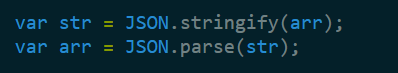 var str = JSON.stringify(arr);
var arr = JSON.parse(str);